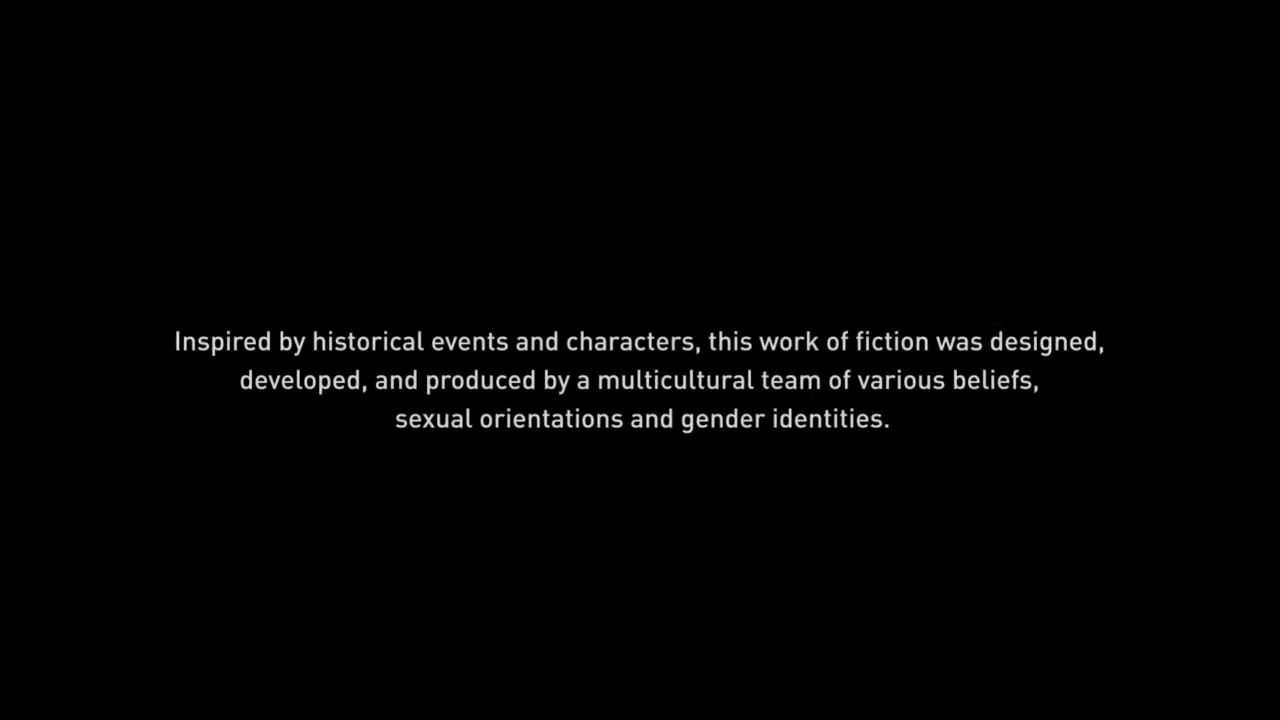 Inspired by historical events and characters, this work of fiction was designed,
developed, and produced by a multicultural team of various beliefs,
sexual orientations and gender identities.